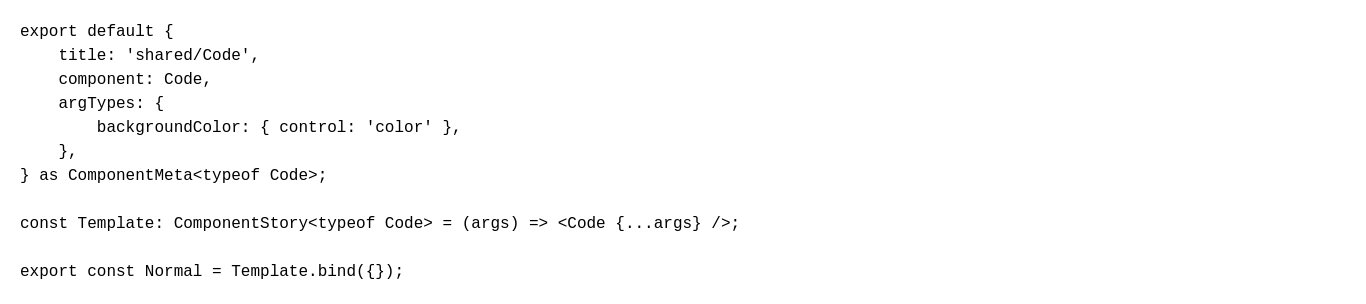 export default {
    title: 'shared/Code',
    component: Code,
    argTypes: {
        backgroundColor: { control: 'color' },
    },
} as ComponentMeta<typeof Code>;

const Template: ComponentStory<typeof Code> = (args) => <Code {...args} />;

export const Normal = Template.bind({});